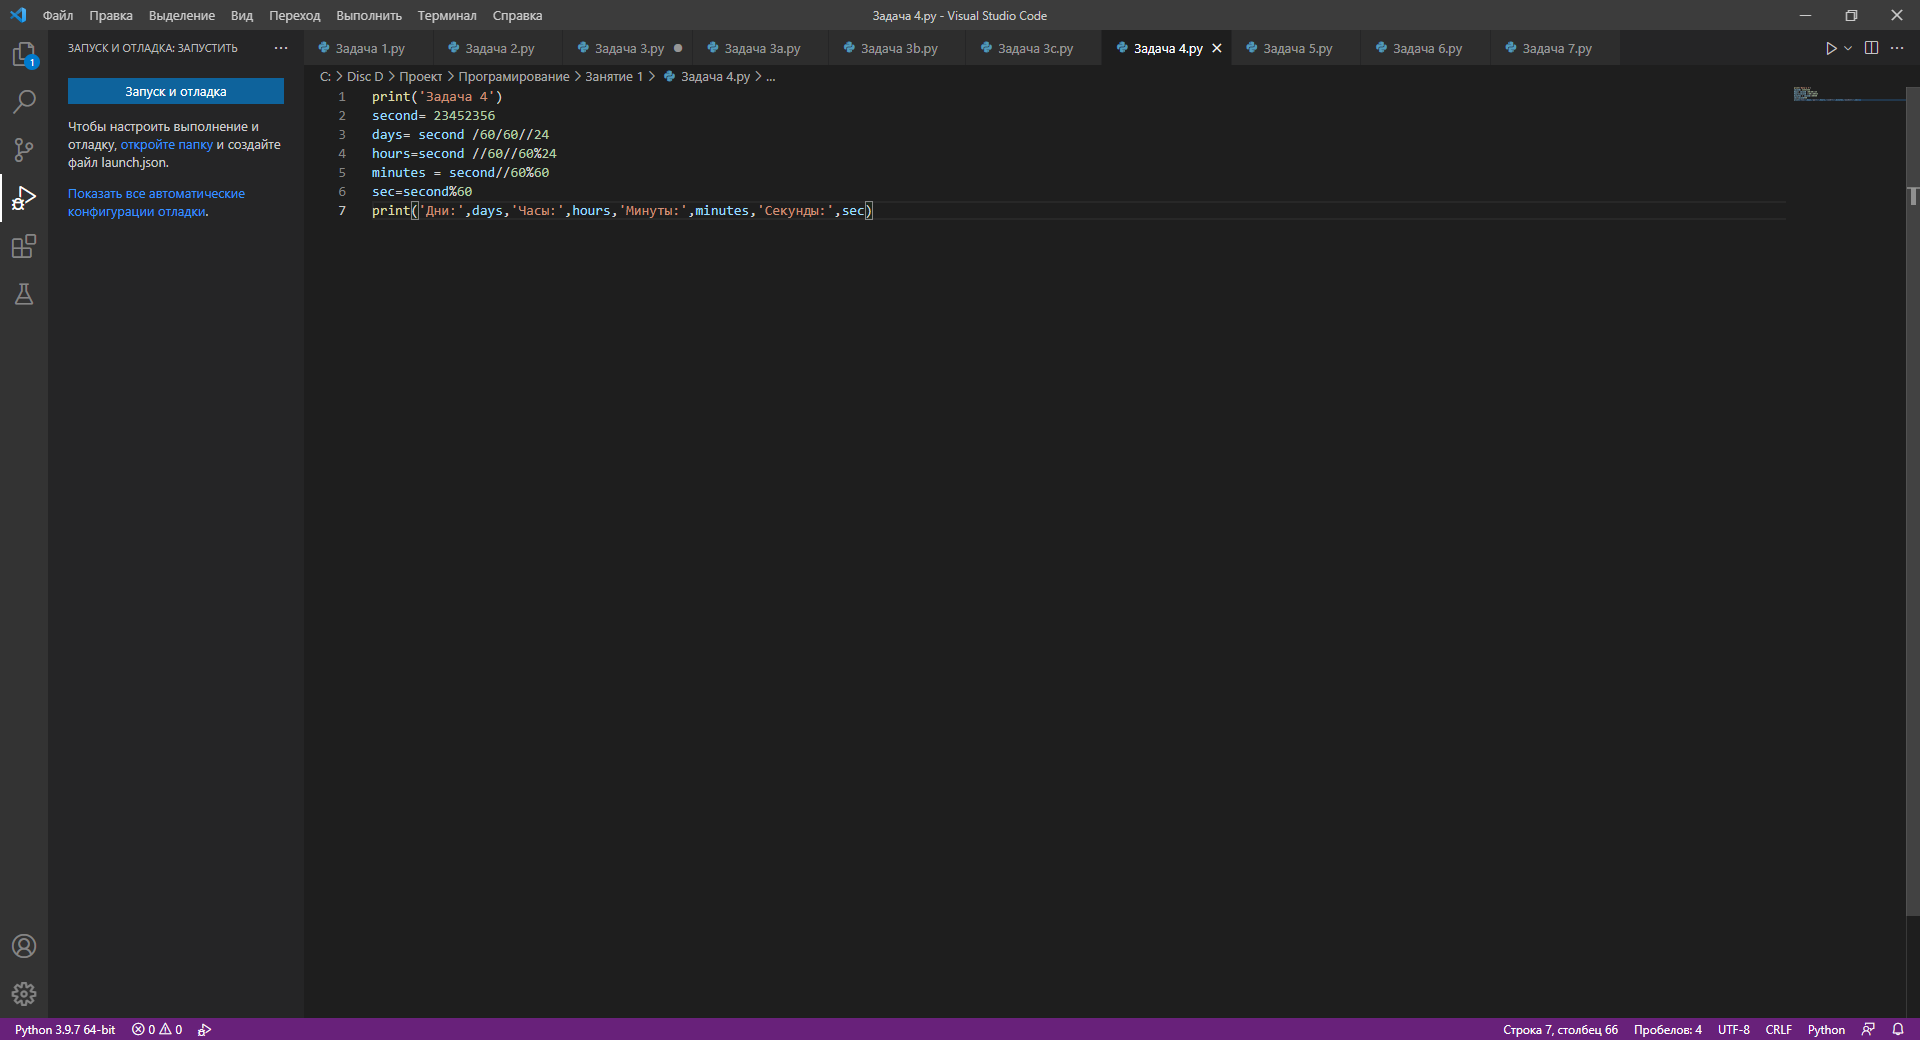 Файл Правка Выделение Вид Переход Выполнить Терминал Справка
Задача 4.py - Visual Studio Code
ЗАПУСК И ОТЛАДКА: ЗАПУСТИТЬ ...
Задача 1.py Задача 2.py Задача 3.py Задача 3a.py Задача 3b.py Задача 3c.py Задача 4.py Задача 5.py Задача 6.py Задача 7.py
C: > Disc D > Проект > Програмирование > Занятие 1 > Задача 4.py > ...
1
Запуск и отладка
Чтобы настроить выполнение и
отладку, откройте папку и создайте
файл launch.json.
Показать все автоматические
конфигурации отладки.
1 print('Задача 4')
2 second= 23452356
3 days= second /60/60//24
4 hours=second //60//60%24
5 minutes = second//60%60
6 sec=second%60
7 print('Дни:',days,'Часы:',hours,'Минуты:',minutes,'Секунды:',sec)
Python 3.9.7 64-bit 0 0
Строка 7, столбец 66 Пробелов: 4 UTF-8 CRLF Python